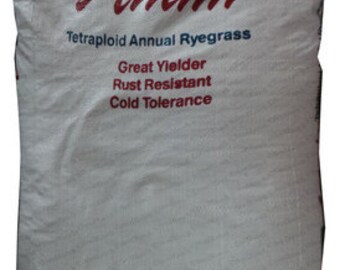 Tetraploid Annual Ryegrass
Great Yielder
Rust Resistant
Cold Tolerance